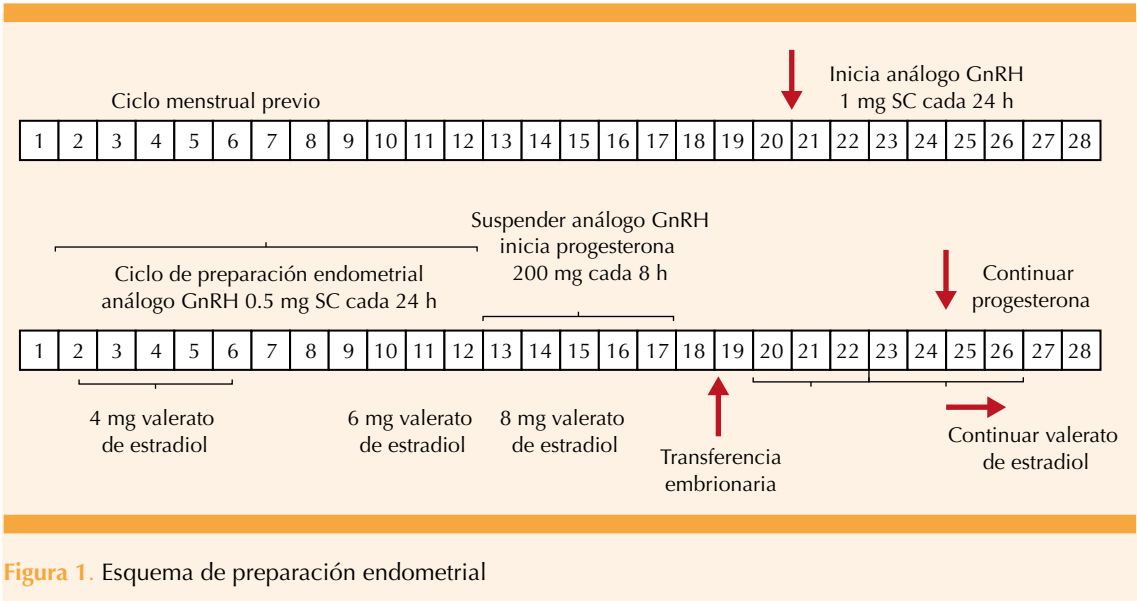 Ciclo menstrual previo
Inicia análogo GnRH
1 mg SC cada 24 h
1 2 3 4 5 6 7 8 9 10 11 12 13 14 15 16 17 18 19 20 21 22 23 24 25 26 27 28
Suspender análogo GnRH
inicia progesterona
200 mg cada 8 h
Ciclo de preparación endometrial
análogo GnRH 0.5 mg SC cada 24 h
Continuar
progesterona
1 2 3 4 5 6 7 8 9 10 11 12 13 14 15 16 17 18 19 20 21 22 23 24 25 26 27 28
4 mg valerato
de estradiol
6 mg valerato
de estradiol
8 mg valerato
de estradiol
Transferencia
embrionaria
Continuar valerato
de estradiol
Figura 1. Esquema de preparación endometrial